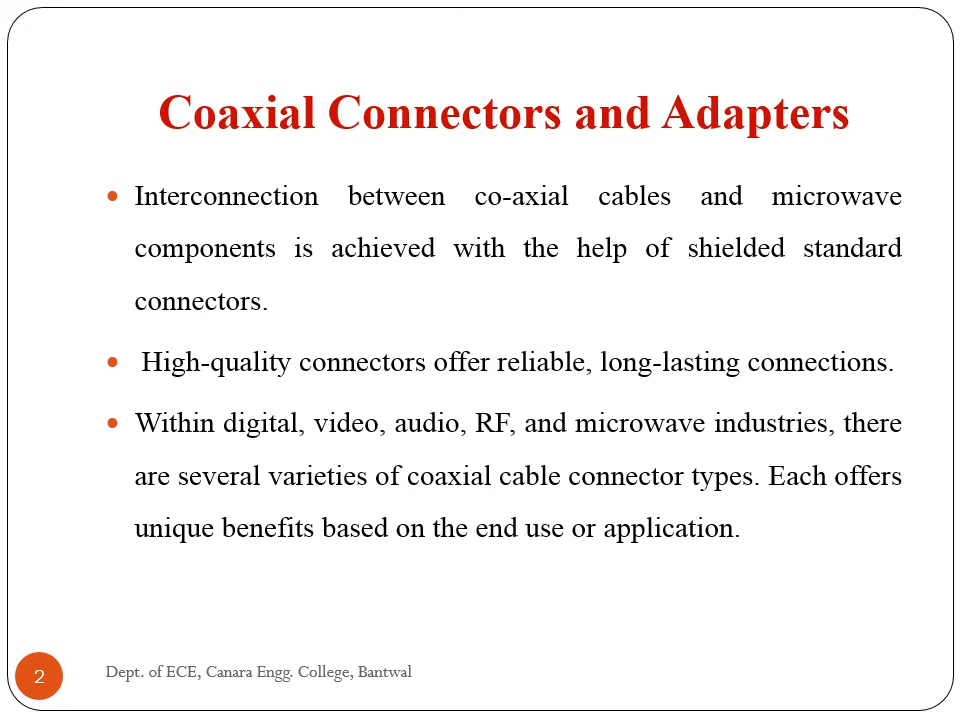 Coaxial Connectors and Adapters
• Interconnection between co-axial cables and microwave
components is achieved with the help of shielded standard
connectors.
• High-quality connectors offer reliable, long-lasting connections.
• Within digital, video, audio, RF, and microwave industries, there
are several varieties of coaxial cable connector types. Each offers
unique benefits based on the end use or application.
2 Dept. of ECE, Canara Engg. College, Bantwal